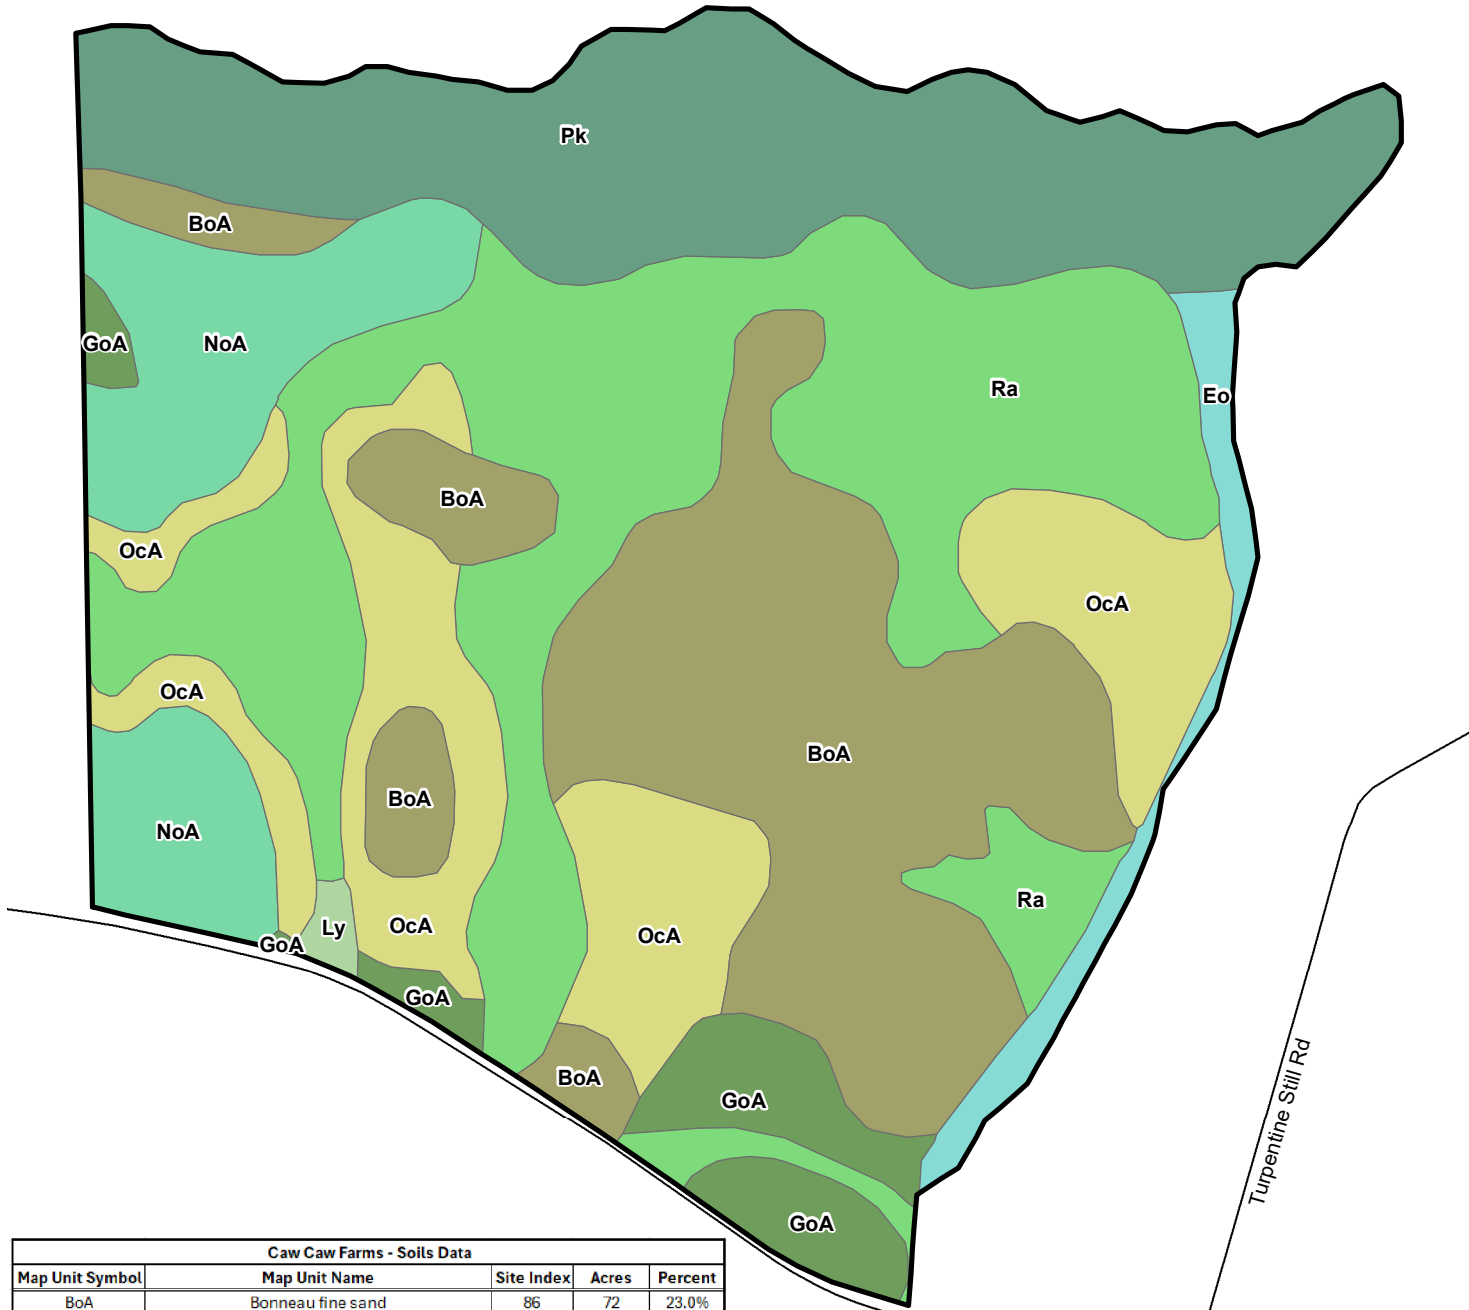 Pk
BoA
GoA
NoA
Ra
Eo
BoA
OcA
OcA
OcA
BoA
BoA
NoA
Ra
Ly
OcA
OcA
GoA
GoA
BoA
GoA
GoA
Turpentine Still Rd
Caw Caw Farms - Soils Data
Map Unit Symbol Map Unit Name Site Index Acres Percent
BoA Bonneau fine sand 86 72 23.0%